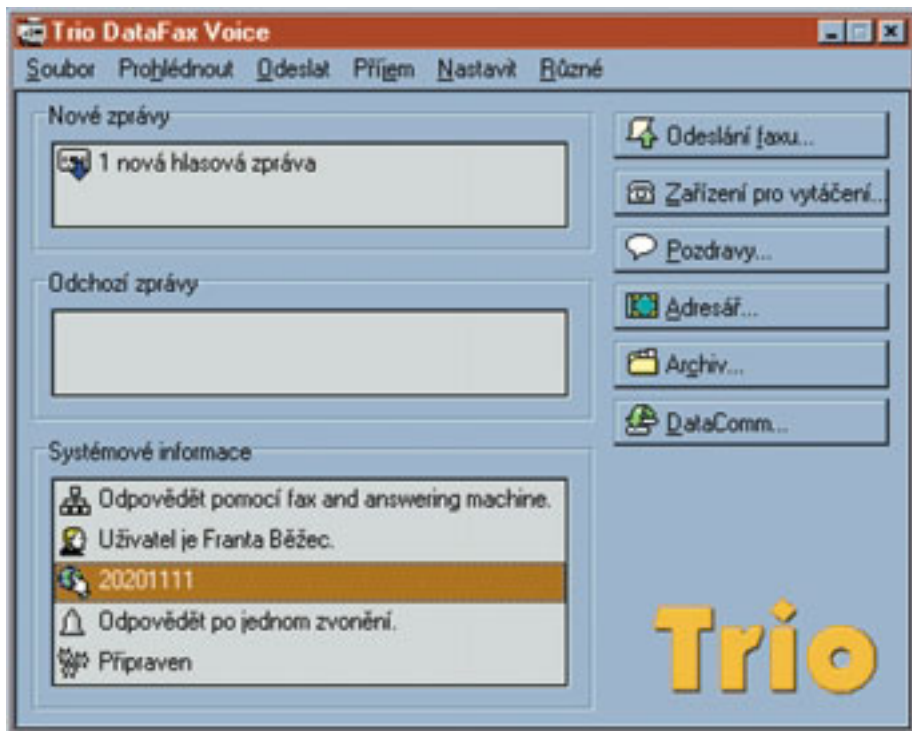 Trio DataFax Voice
Soubor Prohlédnout Odeslat Příjem Nastavit Různé
Nové zprávy
1 nová hlasová zpráva
Odchozí zprávy
Systémové informace
Odpovědět pomocí fax and answering machine.
Uživatel je Franta Běžec.
20201111
Odpovědět po jednom zvonění.
Připraven
Odeslání faxu...
Zařízení pro vytáčení...
Pozdravy...
Adresář...
Archiv...
DataComm...
Trio